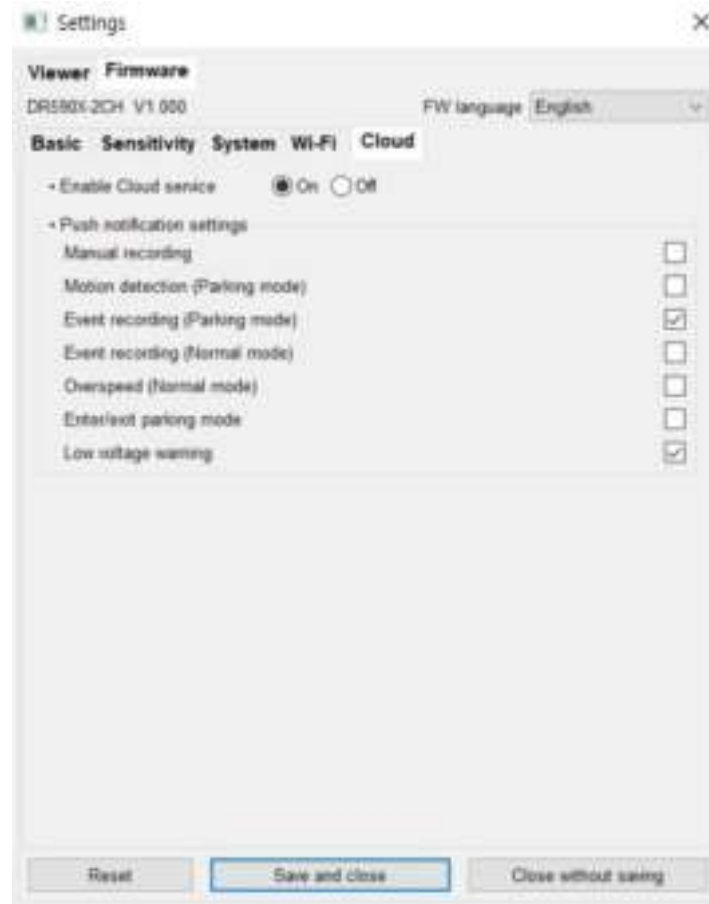 Settings
Viewer Firmware
DR590X-2CH V1.000 FW language English
Basic Sensitivity System Wi-Fi Cloud
Enable Cloud service On Off
Push notification settings
Manual recording
Motion detection (Parking mode)
Event recording (Parking mode)
Event recording (Normal mode)
Overspeed (Normal mode)
Enter/exit parking mode
Low voltage warning
Reset Save and close Close without saving